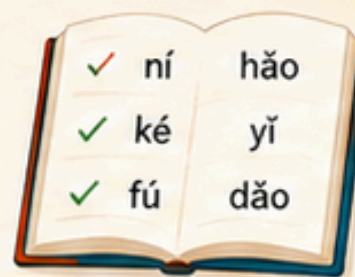 ✓ ní hǎo
✓ ké yǐ
✓ fú dǎo